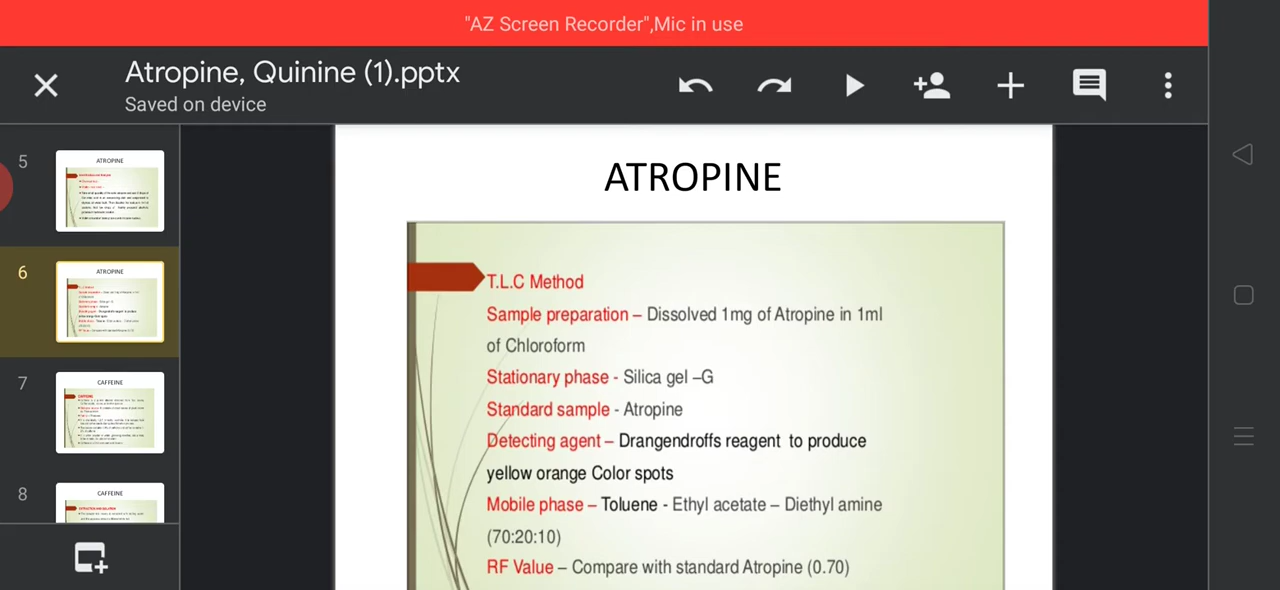 "AZ Screen Recorder",Mic in use
Atropine, Quinine (1).pptx
Saved on device
5
ATROPINE
6
ATROPINE
7
CAFFEINE
8
CAFFEINE
ATROPINE
T.L.C Method
Sample preparation – Dissolved 1mg of Atropine in 1ml
of Chloroform
Stationary phase - Silica gel –G
Standard sample - Atropine
Detecting agent – Drangendroffs reagent to produce
yellow orange Color spots
Mobile phase – Toluene - Ethyl acetate – Diethyl amine
(70:20:10)
RF Value – Compare with standard Atropine (0.70)